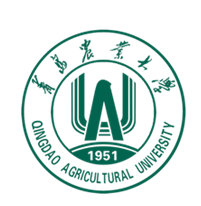 青岛农业大学
1951
QINGDAO AGRICULTURAL UNIVERSITY